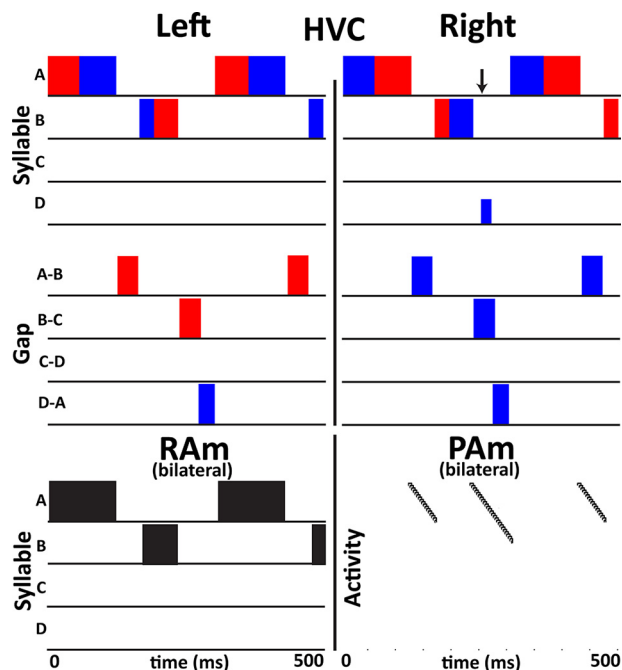 Left HVC Right
Syllable
A
B
C
D
Gap
A-B
B-C
C-D
D-A
RAm
(bilateral)
PAm
(bilateral)
Syllable
A
B
C
D
Activity
0 time (ms) 500
0 time (ms) 500